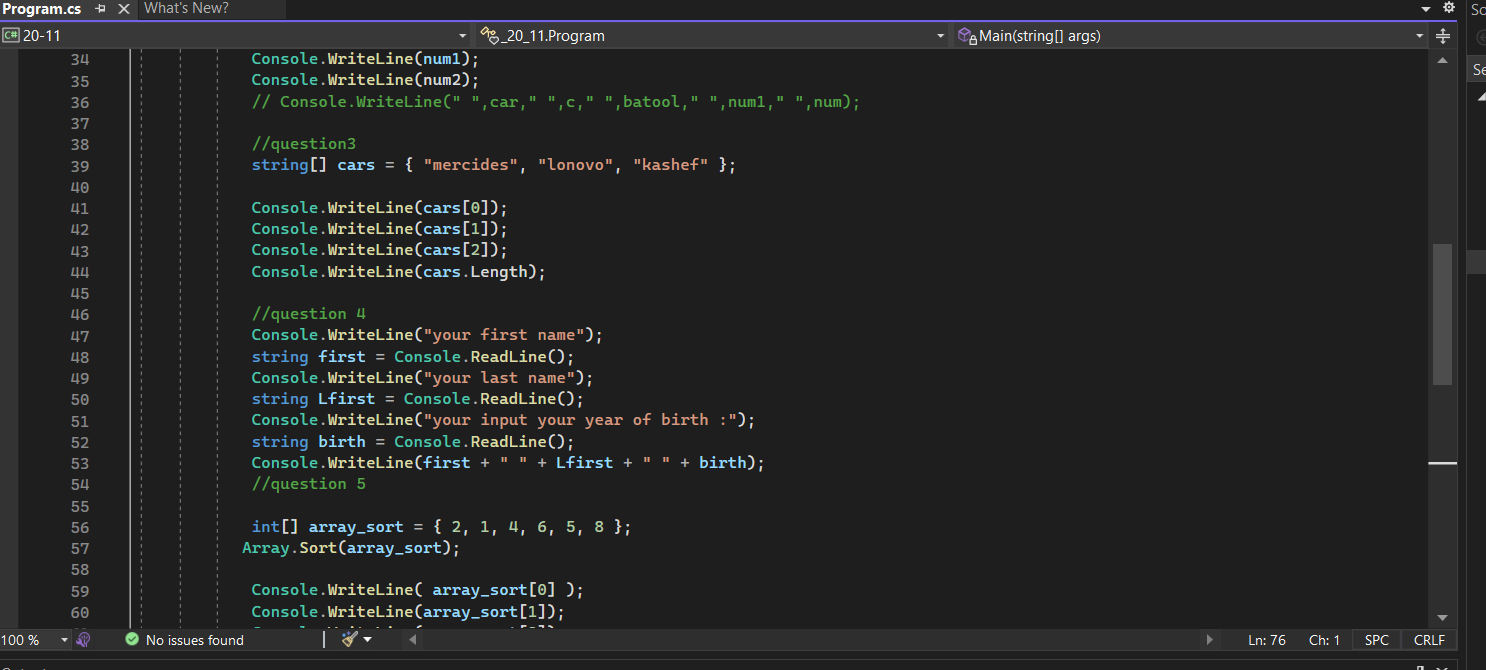 Program.cs What's New? So
C# 20-11 _20_11.Program Main(string[] args)
Se
34 Console.WriteLine(num1);
35 Console.WriteLine(num2);
36 // Console.WriteLine(" ",car," ",c," ",batool," ",num1," ",num);
37
38 //question3
39 string[] cars = { "mercides", "lonovo", "kashef" };
40
41 Console.WriteLine(cars[0]);
42 Console.WriteLine(cars[1]);
43 Console.WriteLine(cars[2]);
44 Console.WriteLine(cars.Length);
45
46 //question 4
47 Console.WriteLine("your first name");
48 string first = Console.ReadLine();
49 Console.WriteLine("your last name");
50 string Lfirst = Console.ReadLine();
51 Console.WriteLine("your input your year of birth :");
52 string birth = Console.ReadLine();
53 Console.WriteLine(first + " " + Lfirst + " " + birth);
54 //question 5
55
56 int[] array_sort = { 2, 1, 4, 6, 5, 8 };
57 Array.Sort(array_sort);
58
59 Console.WriteLine( array_sort[0] );
60 Console.WriteLine(array_sort[1]);
100 % No issues found Ln: 76 Ch: 1 SPC CRLF